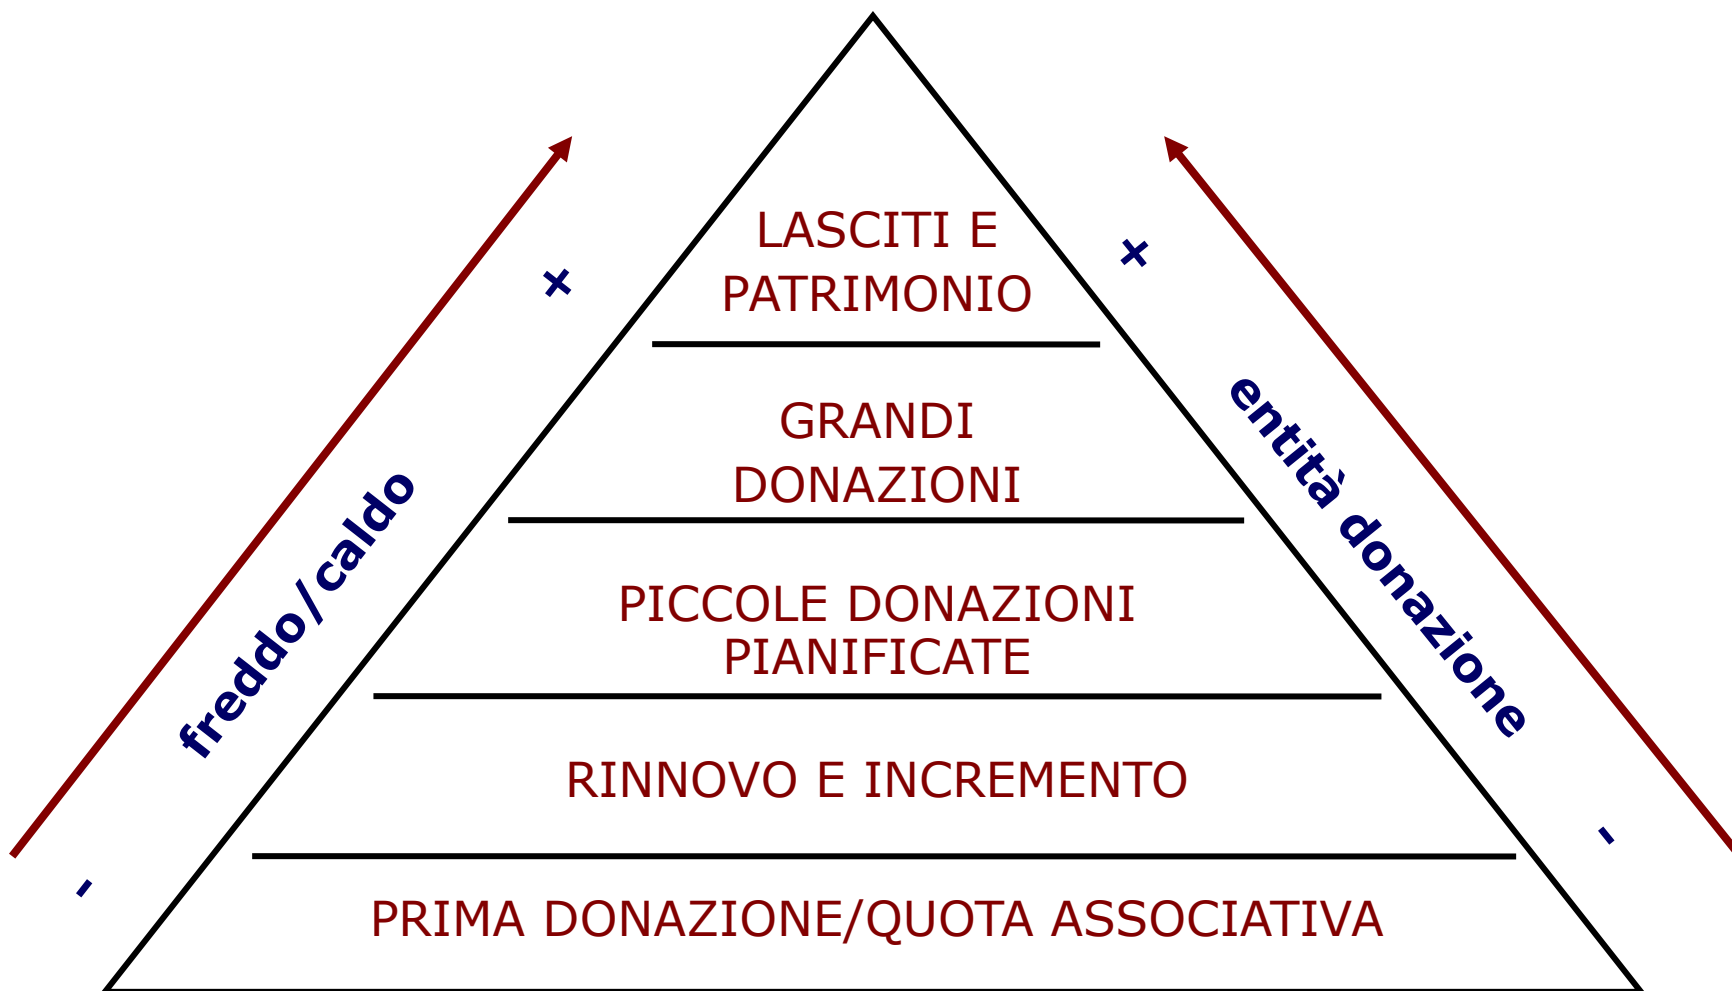 LASCITI E
PATRIMONIO
+
+
GRANDI
DONAZIONI
freddo/caldo
entità donazione
PICCOLE DONAZIONI
PIANIFICATE
RINNOVO E INCREMENTO
-
-
PRIMA DONAZIONE/QUOTA ASSOCIATIVA